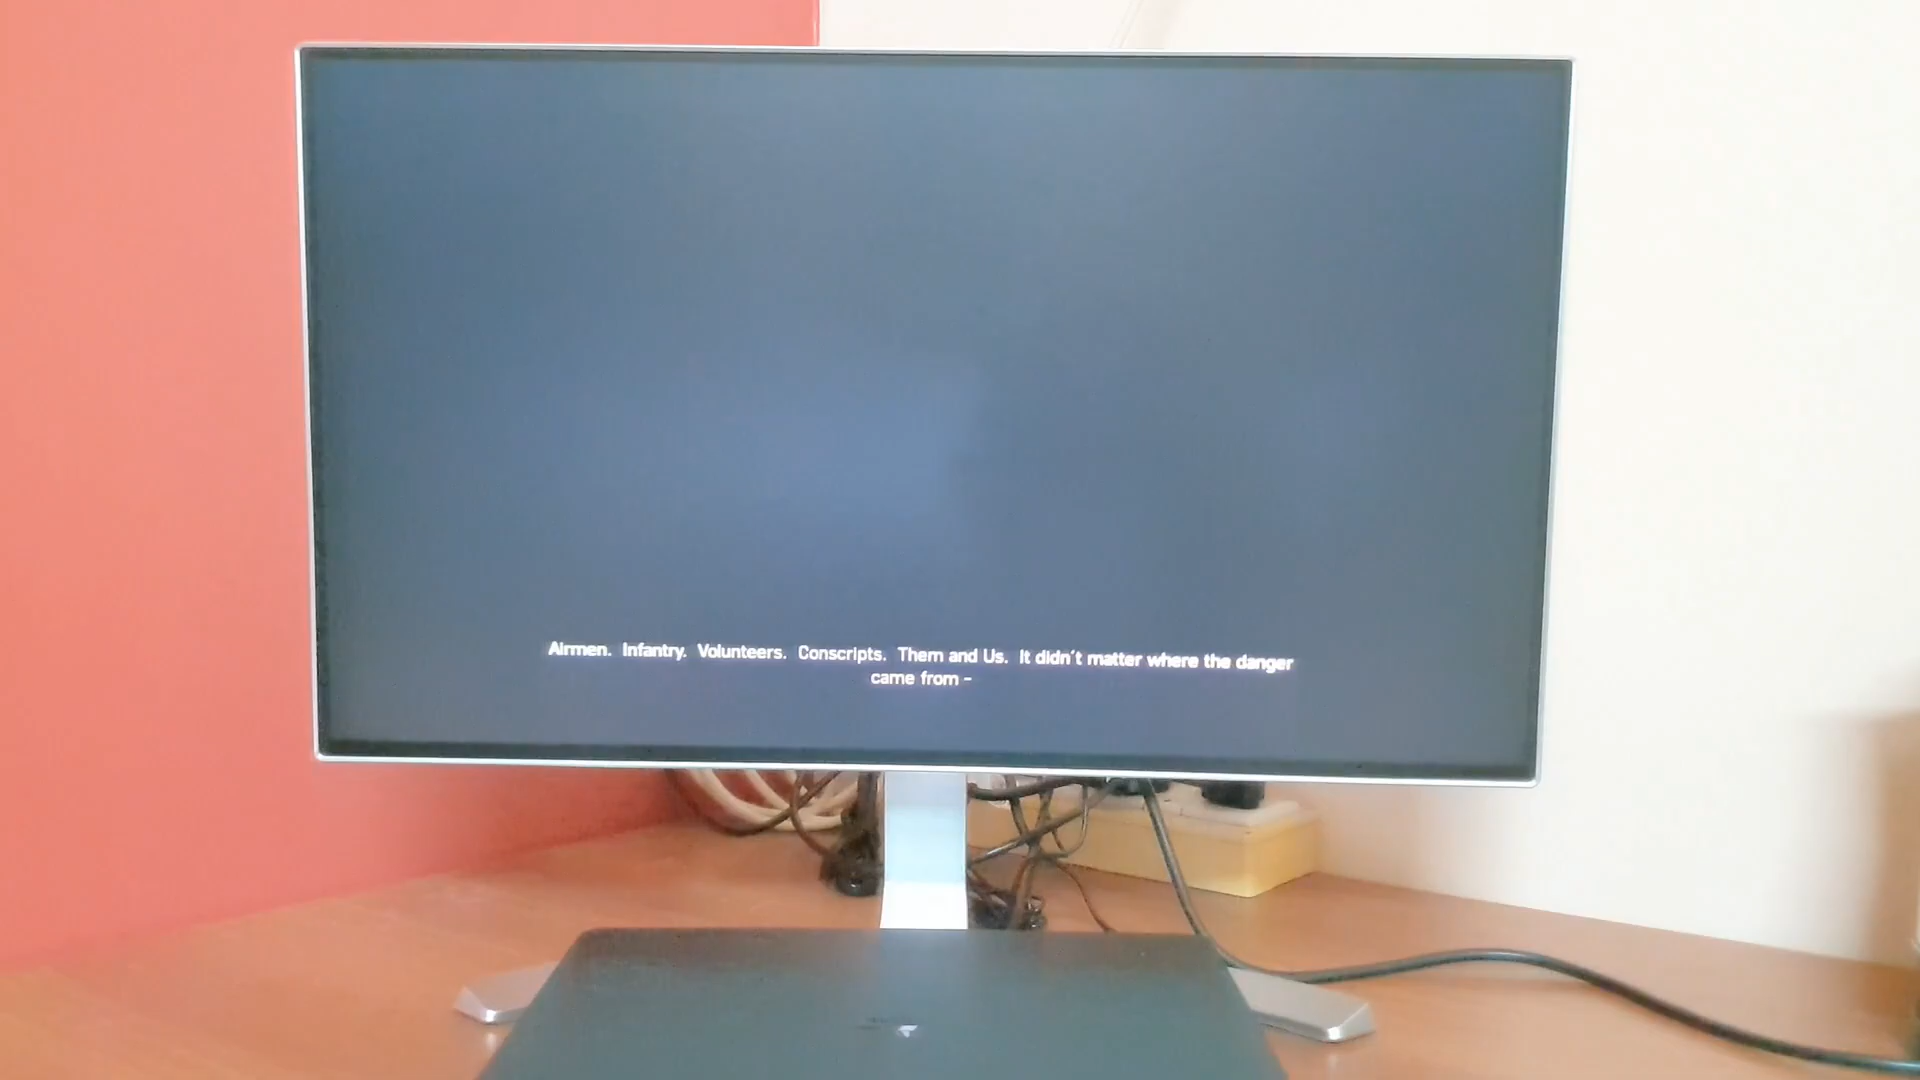 Airmen. Infantry. Volunteers. Conscripts. Them and Us. It didn't matter where the danger
came from -